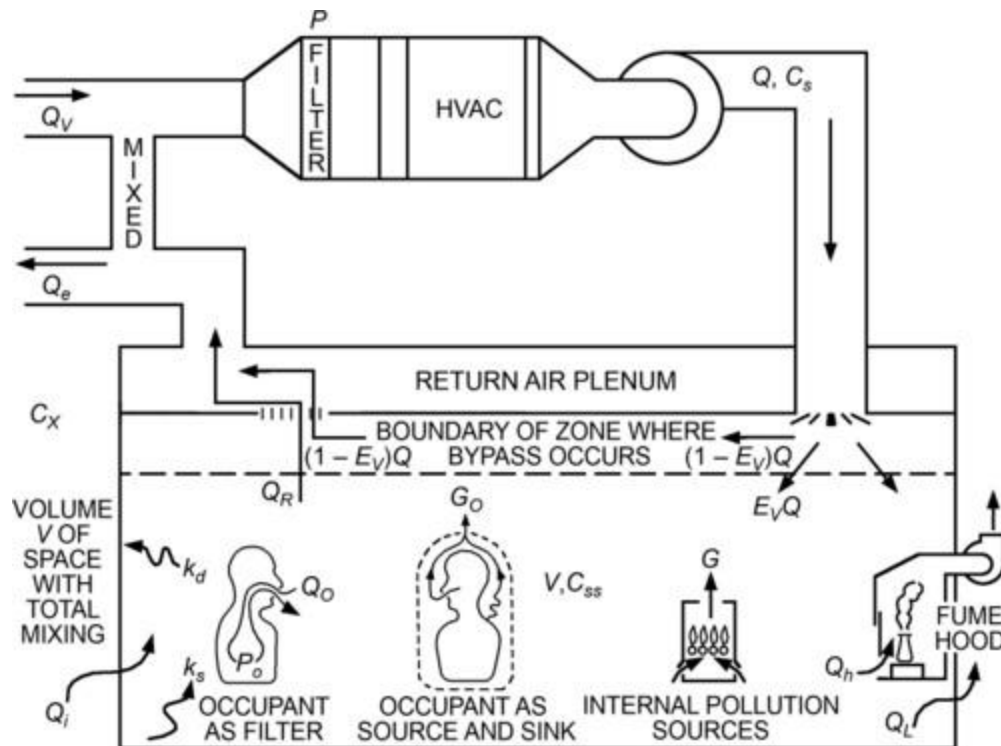 P
FILTER
HVAC
Q, C_s
Q_V
MIXED
Q_e
RETURN AIR PLENUM
C_X
BOUNDARY OF ZONE WHERE
(1 – E_V)Q BYPASS OCCURS (1 – E_V)Q
Q_R
E_VQ
VOLUME
V OF
SPACE
WITH
TOTAL
MIXING
k_d
Q_O
P_o
G_O
V,C_ss
G
FUME
HOOD
Q_h
Q_i
k_s
OCCUPANT
AS FILTER
OCCUPANT AS
SOURCE AND SINK
INTERNAL POLLUTION
SOURCES
Q_L